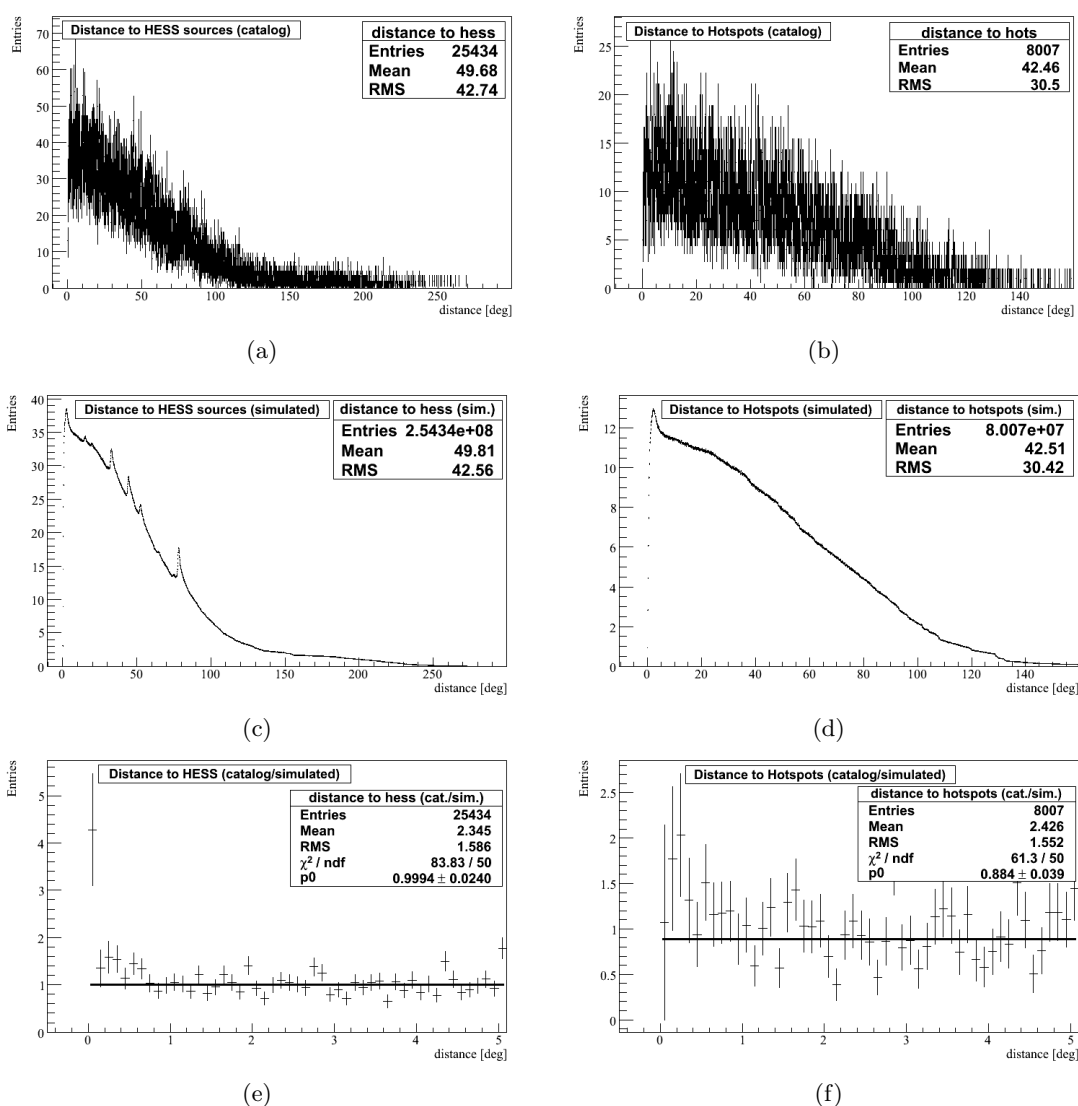 Distance to HESS sources (catalog)
distance to hess
Entries 25434
Mean 49.68
RMS 42.74
Entries
70
60
50
40
30
20
10
0
0 50 100 150 200 250
distance [deg]
(a)
Distance to Hotspots (catalog)
distance to hots
Entries 8007
Mean 42.46
RMS 30.5
Entries
25
20
15
10
5
0
0 20 40 60 80 100 120 140
distance [deg]
(b)
Distance to HESS sources (simulated)
distance to hess (sim.)
Entries 2.5434e+08
Mean 49.81
RMS 42.56
Entries
40
35
30
25
20
15
10
5
0
0 50 100 150 200 250
distance [deg]
(c)
Distance to Hotspots (simulated)
distance to hotspots (sim.)
Entries 8.007e+07
Mean 42.51
RMS 30.42
Entries
12
10
8
6
4
2
0
0 20 40 60 80 100 120 140
distance [deg]
(d)
Distance to HESS (catalog/simulated)
distance to hess (cat./sim.)
Entries 25434
Mean 2.345
RMS 1.586
χ² / ndf 83.83 / 50
p0 0.9994 ± 0.0240
Entries
5
4
3
2
1
0
0 1 2 3 4 5
distance [deg]
(e)
Distance to Hotspots (catalog/simulated)
distance to hotspots (cat./sim.)
Entries 8007
Mean 2.426
RMS 1.552
χ² / ndf 61.3 / 50
p0 0.884 ± 0.039
Entries
2.5
2
1.5
1
0.5
0
0 1 2 3 4 5
distance [deg]
(f)